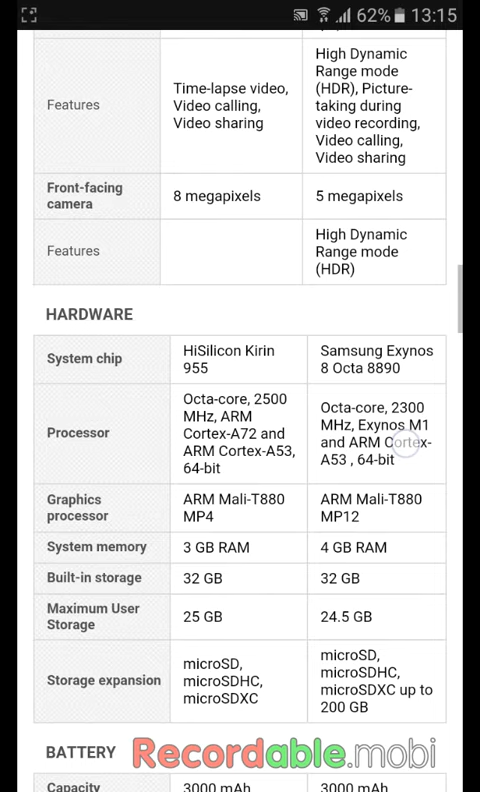 62% 13:15
Features
Time-lapse video,
Video calling,
Video sharing
High Dynamic
Range mode
(HDR), Picture-
taking during
video recording,
Video calling,
Video sharing
Front-facing
camera
8 megapixels
5 megapixels
Features
High Dynamic
Range mode
(HDR)
HARDWARE
System chip
HiSilicon Kirin
955
Samsung Exynos
8 Octa 8890
Processor
Octa-core, 2500
MHz, ARM
Cortex-A72 and
ARM Cortex-A53,
64-bit
Octa-core, 2300
MHz, Exynos M1
and ARM Cortex-
A53 , 64-bit
Graphics
processor
ARM Mali-T880
MP4
ARM Mali-T880
MP12
System memory
3 GB RAM
4 GB RAM
Built-in storage
32 GB
32 GB
Maximum User
Storage
25 GB
24.5 GB
Storage expansion
microSD,
microSDHC,
microSDXC
microSD,
microSDHC,
microSDXC up to
200 GB
BATTERY
Recordable.mobi
Capacity
3000 mAh
3000 mAh